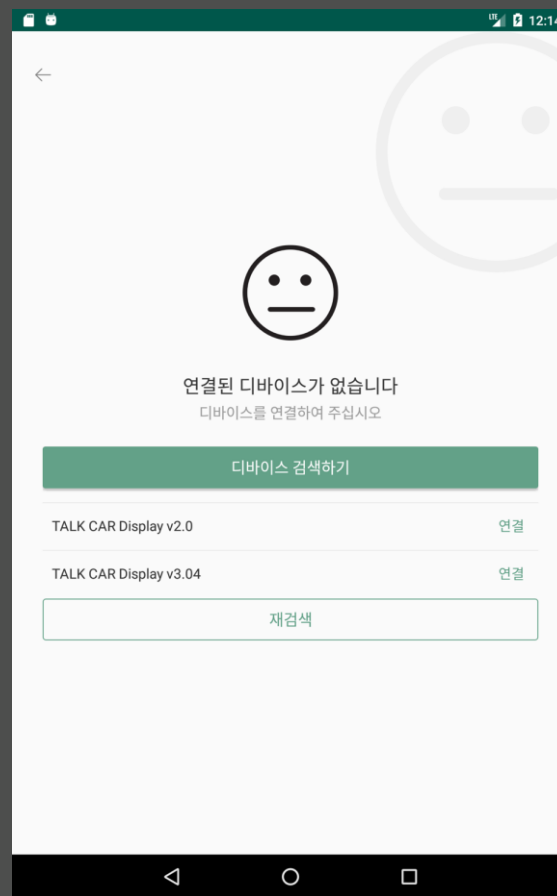 LTE 12:14
연결된 디바이스가 없습니다
디바이스를 연결하여 주십시오
디바이스 검색하기
TALK CAR Display v2.0 연결
TALK CAR Display v3.04 연결
재검색